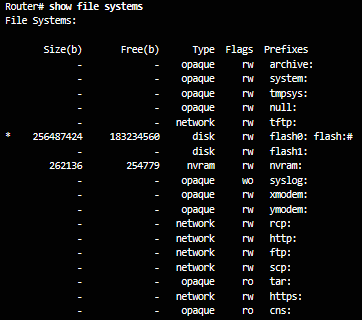 Router# show file systems
File Systems:
Size(b) Free(b) Type Flags Prefixes
- - opaque rw archive:
- - opaque rw system:
- - opaque rw tmpsys:
- - opaque rw null:
- - network rw tftp:
* 256487424 183234560 disk rw flash0: flash:#
- - disk rw flash1:
262136 254779 nvram rw nvram:
- - opaque wo syslog:
- - opaque rw xmodem:
- - opaque rw ymodem:
- - network rw rcp:
- - network rw http:
- - network rw ftp:
- - network rw scp:
- - opaque ro tar:
- - network rw https:
- - opaque ro cns: